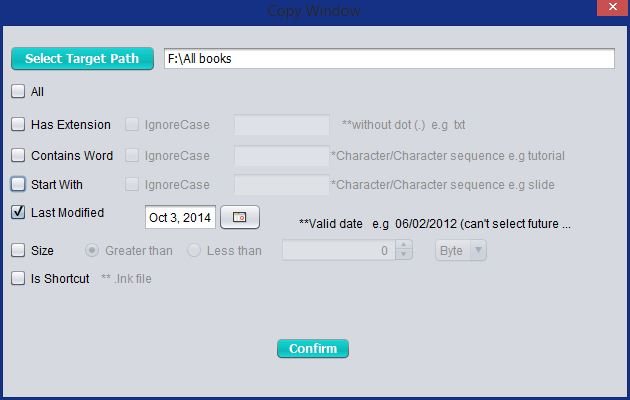 Copy Window
Select Target Path F:\All books
All
Has Extension IgnoreCase **without dot (.) e.g txt
Contains Word IgnoreCase *Character/Character sequence e.g tutorial
Start With IgnoreCase *Character/Character sequence e.g slide
Last Modified Oct 3, 2014 **Valid date e.g 06/02/2012 (can't select future ...
Size Greater than Less than 0 Byte
Is Shortcut ** .lnk file
Confirm